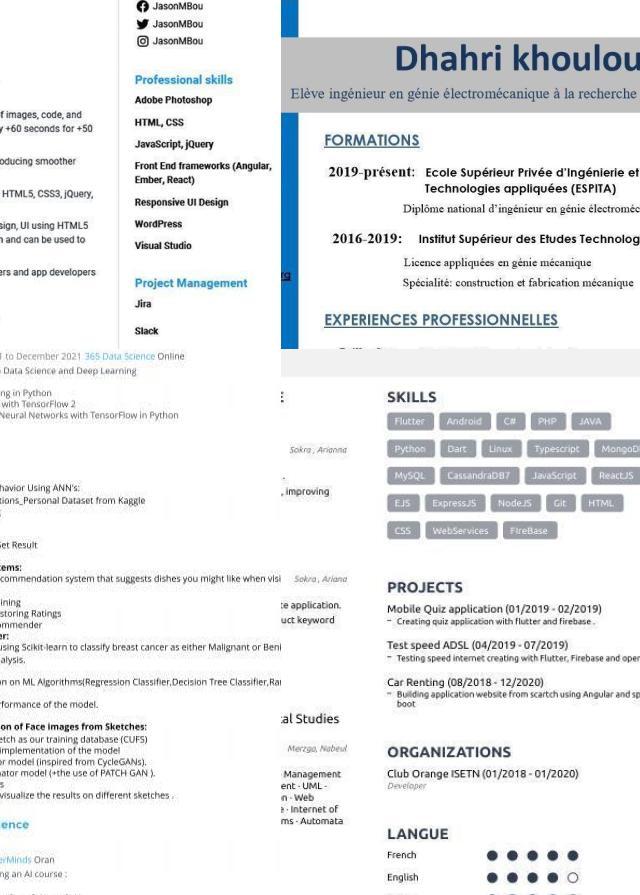 JasonMBou
JasonMBou
JasonMBou
Professional skills
Adobe Photoshop
HTML, CSS
JavaScript, jQuery
Front End frameworks (Angular,
Ember, React)
Responsive UI Design
WordPress
Visual Studio
Project Management
Jira
Slack
of images, code, and
+60 seconds for +50
oducing smoother
HTML5, CSS3, jQuery,
sign, UI using HTML5
n and can be used to
ers and app developers
Dhahri khoulou
Elève ingénieur en génie électromécanique à la recherche
FORMATIONS
2019-présent: Ecole Supérieur Privée d'Ingénierie et
Technologies appliquées (ESPITA)
Diplôme national d'ingénieur en génie électroméc
2016-2019: Institut Supérieur des Etudes Technolog
Licence appliquées en génie mécanique
Spécialité: construction et fabrication mécanique
EXPERIENCES PROFESSIONNELLES
to December 2021 365 Data Science Online
Data Science and Deep Learning
ng in Python
with TensorFlow 2
Neural Networks with TensorFlow in Python
havior Using ANN's:
tions_Personal Dataset from Kaggle
Get Result
tems:
commendation system that suggests dishes you might like when visi
ining
storing Ratings
ommender
er:
using Scikit-learn to classify breast cancer as either Malignant or Beni
alysis.
on on ML Algorithms(Regression Classifier,Decision Tree Classifier,Ra
rformance of the model.
on of Face images from Sketches:
etch as our training database (CUFS)
implementation of the model
or model (inspired from CycleGANs).
nator model (+the use of PATCH GAN ).
s
visualize the results on different sketches .
ence
erMinds Oran
ng an AI course :
Sokra , Arianna
, improving
Sokra , Ariana
ce application.
uct keyword
al Studies
Merzga, Nabeul
Management
ent · UML ·
n · Web
e · Internet of
ms · Automata
SKILLS
Flutter Android C# PHP JAVA
Python Dart Linux Typescript MongoD
MySQL CassandraDB7 JavaScript ReactJS
EJS ExpressJS NodeJS Git HTML
CSS WebServices FireBase
PROJECTS
Mobile Quiz application (01/2019 - 02/2019)
– Creating quiz application with flutter and firebase .
Test speed ADSL (04/2019 - 07/2019)
– Testing speed internet creating with Flutter, Firebase and oper
Car Renting (08/2018 - 12/2020)
– Building application website from scartch using Angular and sp
boot
ORGANIZATIONS
Club Orange ISETN (01/2018 - 01/2020)
Developer
LANGUE
French
English